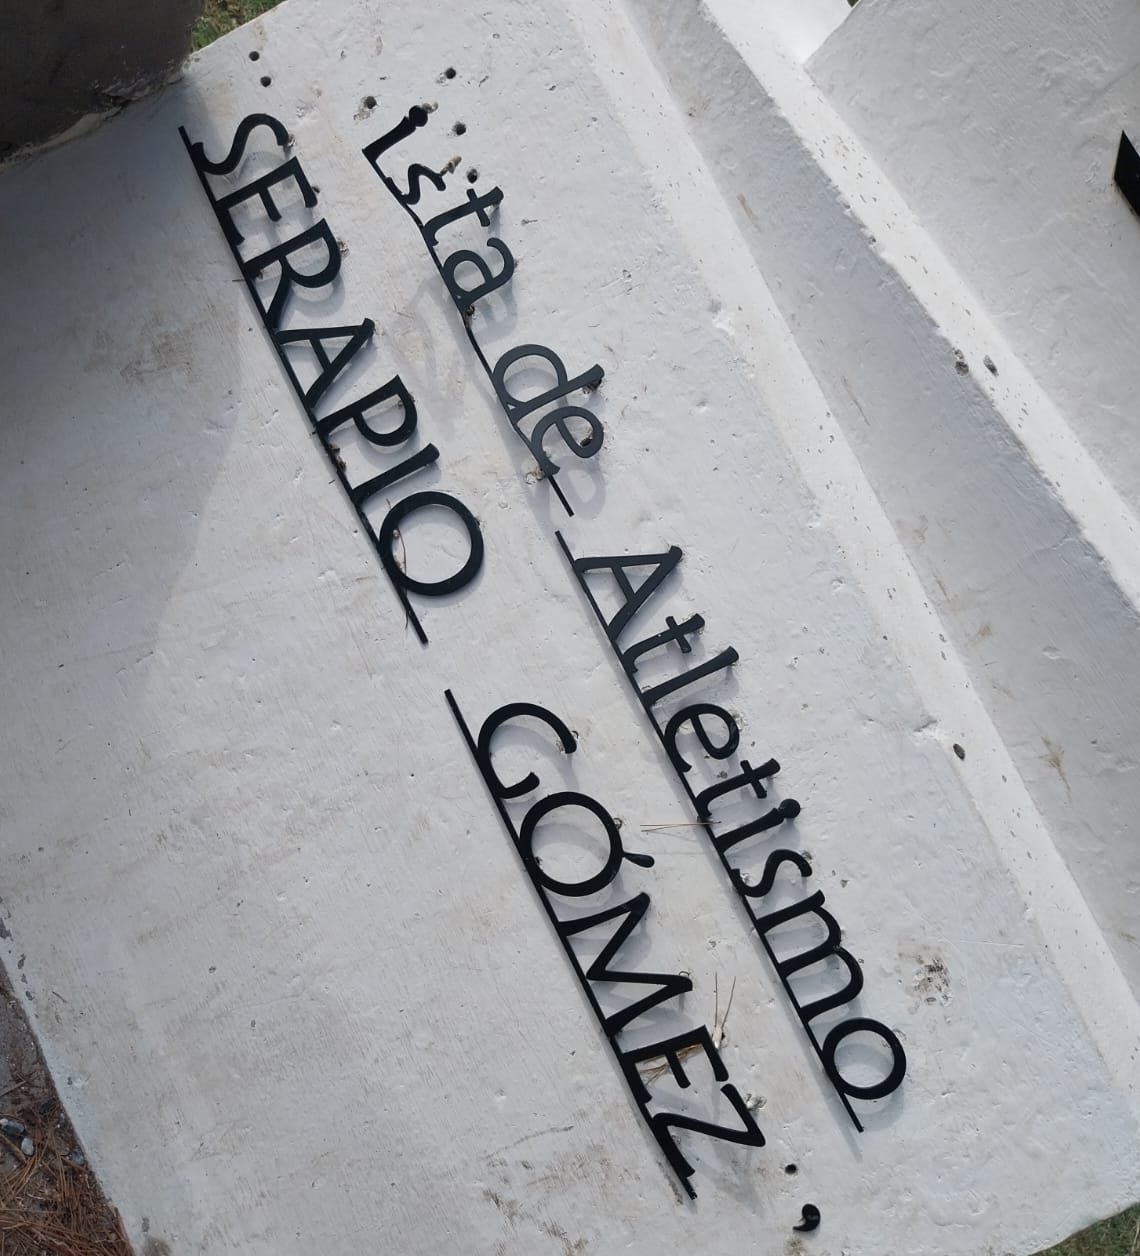 ista de Atletismo
SERAPIO GÓMEZ’